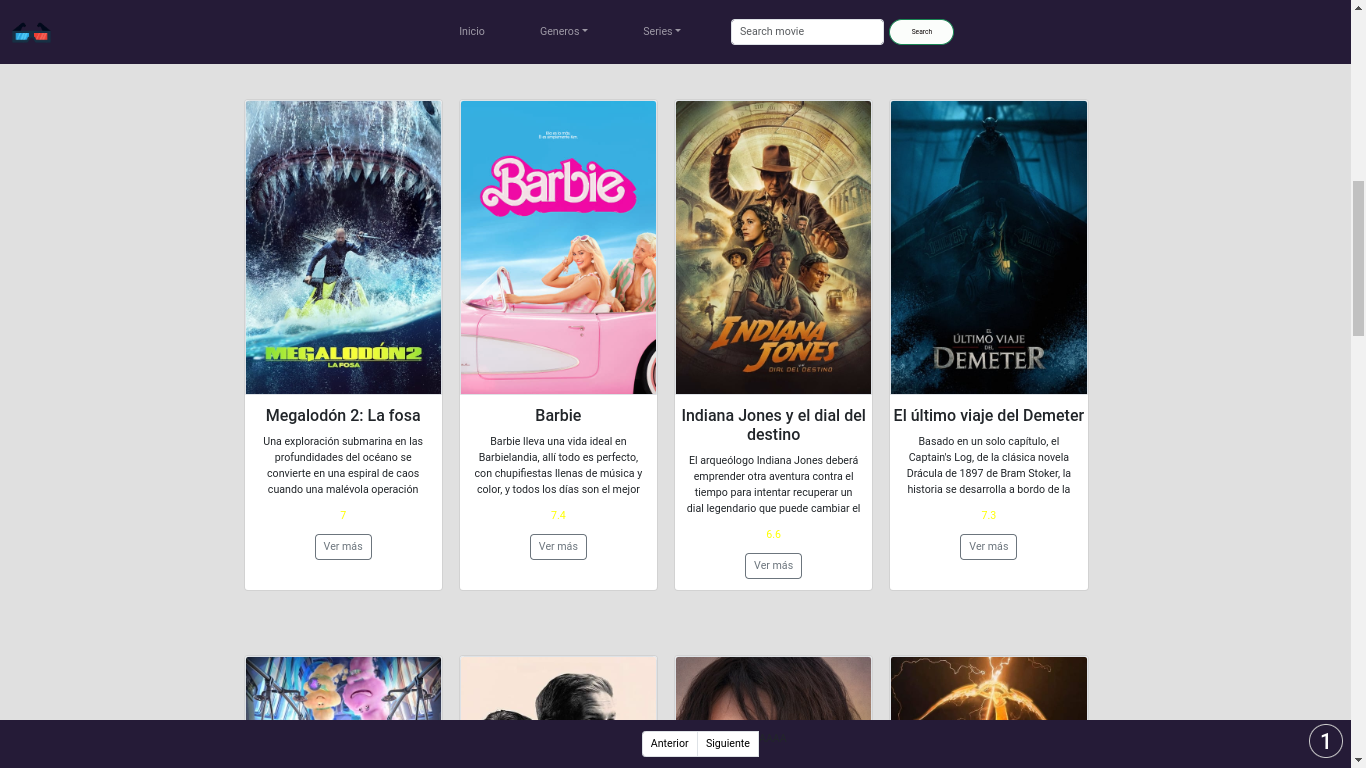 Inicio
Generos
Series
Search movie
Search
MEGALODÓN 2
LA FOSA
Barbie
INDIANA JONES
DIAL DEL DESTINO
EL
ÚLTIMO VIAJE
DEL
DEMETER
Megalodón 2: La fosa
Una exploración submarina en las
profundidades del océano se
convierte en una espiral de caos
cuando una malévola operación
7
Ver más
Barbie
Barbie lleva una vida ideal en
Barbielandia, allí todo es perfecto,
con chupifiestas llenas de música y
color, y todos los días son el mejor
7.4
Ver más
Indiana Jones y el dial del
destino
El arqueólogo Indiana Jones deberá
emprender otra aventura contra el
tiempo para intentar recuperar un
dial legendario que puede cambiar el
6.6
Ver más
El último viaje del Demeter
Basado en un solo capítulo, el
Captain's Log, de la clásica novela
Drácula de 1897 de Bram Stoker, la
historia se desarrolla a bordo de la
7.3
Ver más
Anterior
Siguiente
1